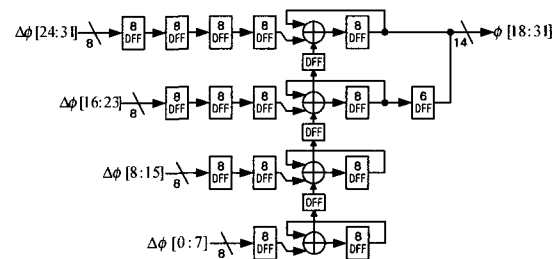 Δϕ[24:31] 8 8 DFF 8 DFF 8 DFF 8 DFF 8 DFF 14 ϕ[18:31]
DFF
Δϕ[16:23] 8 8 DFF 8 DFF 8 DFF 8 DFF 6 DFF
DFF
Δϕ [8:15] 8 8 DFF 8 DFF 8 DFF
DFF
Δϕ [0:7] 8 8 DFF 8 DFF